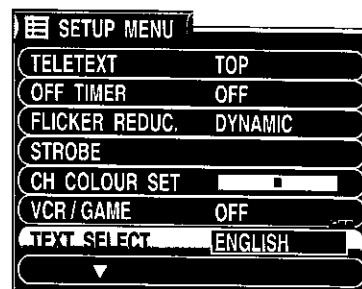 SETUP MENU
TELETEXT TOP
OFF TIMER OFF
FLICKER REDUC. DYNAMIC
STROBE
CH COLOUR SET
VCR / GAME OFF
TEXT SELECT ENGLISH